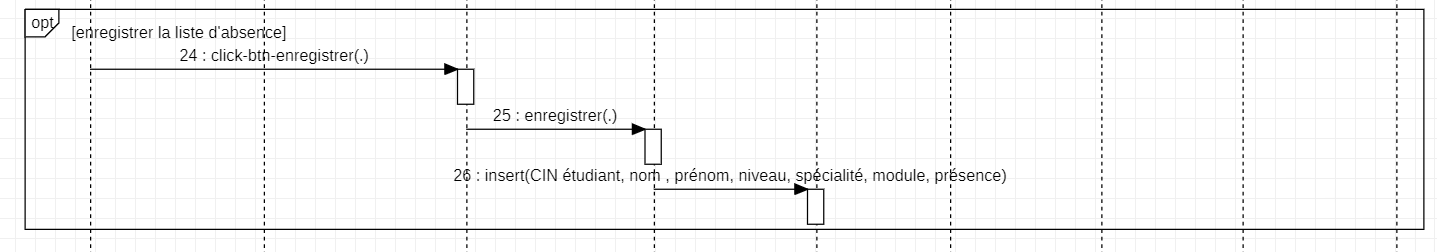 opt
[enregistrer la liste d'absence]
24 : click-btn-enregistrer(.)
25 : enregistrer(.)
26 : insert(CIN étudiant, nom , prénom, niveau, spécialité, module, présence)